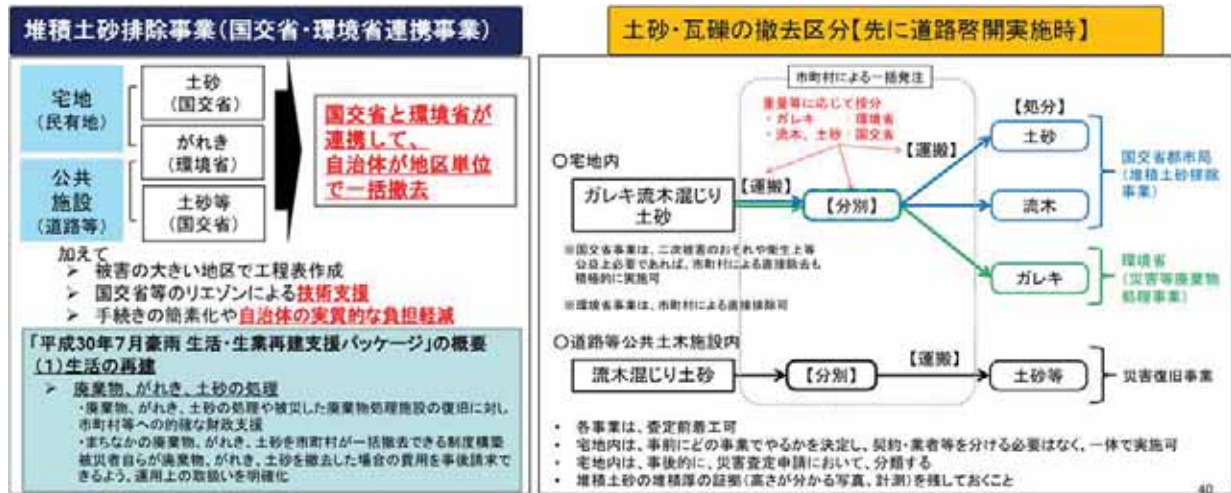 堆積土砂排除事業(国交省・環境省連携事業)
宅地
(民有地)
公共
施設
(道路等)
土砂
(国交省)
がれき
(環境省)
土砂等
(国交省)
国交省と環境省が
連携して、
自治体が地区単位
で一括撤去
加えて
➢ 被害の大きい地区で工程表作成
➢ 国交省等のリエゾンによる技術支援
➢ 手続きの簡素化や自治体の実質的な負担軽減
「平成30年7月豪雨 生活・生業再建支援パッケージ」の概要
(1)生活の再建
➢ 廃棄物、がれき、土砂の処理
・廃棄物、がれき、土砂の処理や被災した廃棄物処理施設の復旧に対し
市町村等への的確な財政支援
・まちなかの廃棄物、がれき、土砂を市町村が一括撤去できる制度構築
被災者自らが廃棄物、がれき、土砂を撤去した場合の費用を事後請求で
きるよう、運用上の取扱いを明確化
土砂・瓦礫の撤去区分【先に道路啓開実施時】
市町村による一括発注
重量等に応じて按分
・ガレキ 環境省
・流木、土砂 国交省
【処分】
○宅地内
ガレキ流木混じり
土砂
【運搬】
【分別】
【運搬】
土砂
流木
ガレキ
国交省都市局
(堆積土砂排除
事業)
環境省
(災害等廃棄物
処理事業)
※国交省事業は、二次被害のおそれや衛生上等
公益上必要であれば、市町村による直接除去も
積極的に実施可
※環境省事業は、市町村による直接排除可
○道路等公共土木施設内
流木混じり土砂
【分別】
【運搬】
土砂等
災害復旧事業
• 各事業は、査定前着工可
• 宅地内は、事前にどの事業でやるかを決定し、契約・業者等を分ける必要はなく、一体で実施可
• 宅地内は、事後的に、災害査定申請において、分類する
• 堆積土砂の堆積厚の証拠(高さが分かる写真、計測)を残しておくこと
40